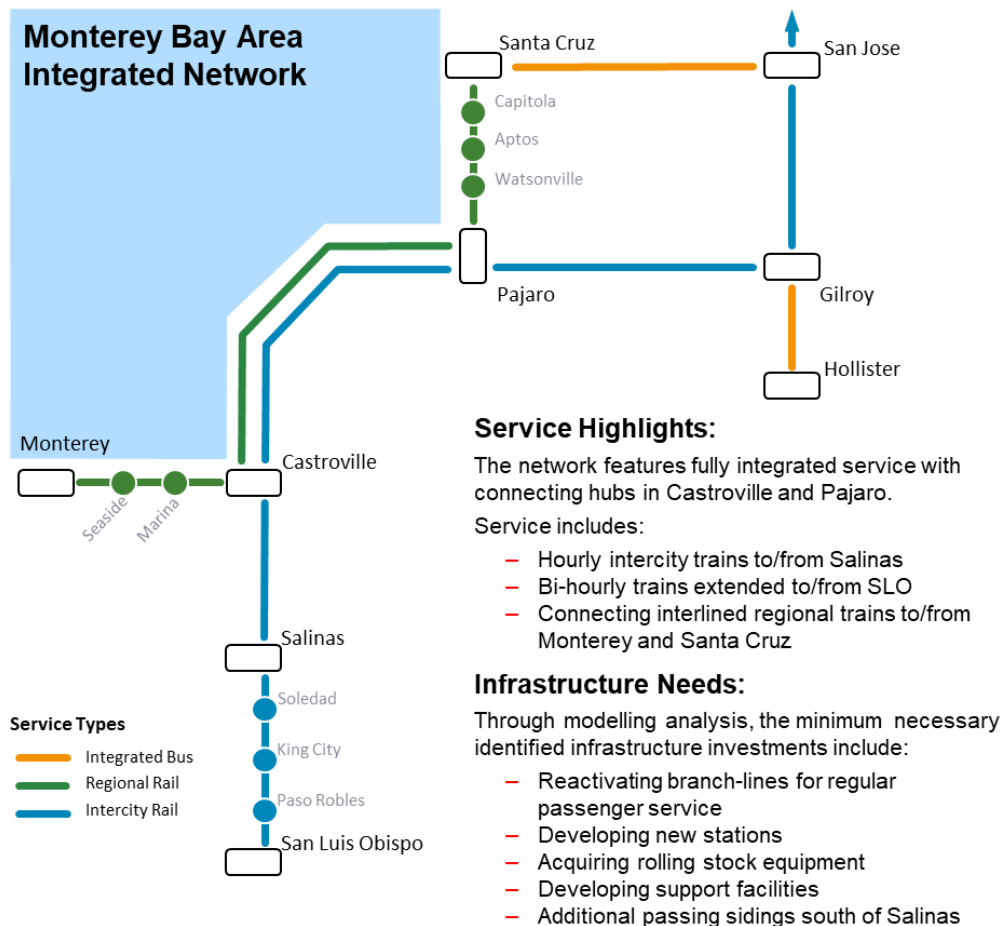 Monterey Bay Area
Integrated Network
Santa Cruz
San Jose
Capitola
Aptos
Watsonville
Pajaro
Gilroy
Hollister
Monterey
Castroville
Seaside
Marina
Salinas
Soledad
King City
Paso Robles
San Luis Obispo
Service Types
Integrated Bus
Regional Rail
Intercity Rail
Service Highlights:
The network features fully integrated service with
connecting hubs in Castroville and Pajaro.
Service includes:
– Hourly intercity trains to/from Salinas
– Bi-hourly trains extended to/from SLO
– Connecting interlined regional trains to/from
Monterey and Santa Cruz
Infrastructure Needs:
Through modelling analysis, the minimum necessary
identified infrastructure investments include:
– Reactivating branch-lines for regular
passenger service
– Developing new stations
– Acquiring rolling stock equipment
– Developing support facilities
– Additional passing sidings south of Salinas